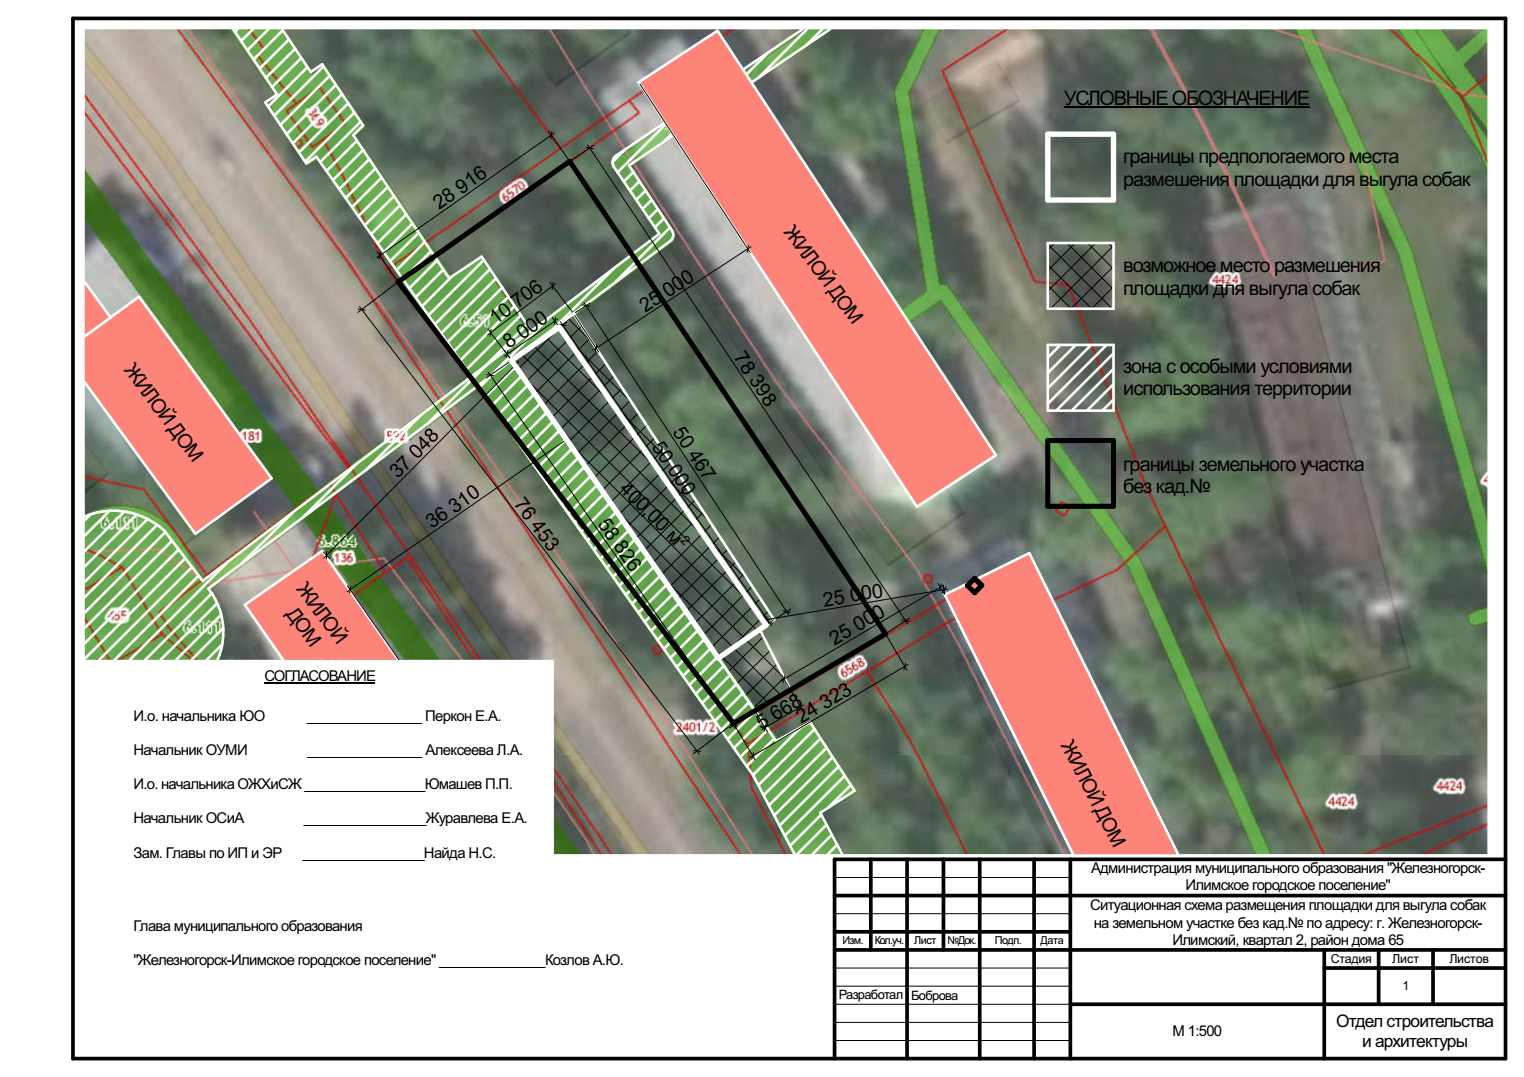 УСЛОВНЫЕ ОБОЗНАЧЕНИЕ
границы предпологаемого места
размешения площадки для выгула собак
возможное место размешения
площадки для выгула собак
зона с особыми условиями
использования территории
границы земельного участка
без кад.№
149
28 916
6570
ЖИЛОЙ ДОМ
4424
10 706
25 000
8 000
78 398
ЖИЛОЙ ДОМ
181
37 048
50 467
50 000
36 310
400.00 м²
76 453
58 826
136
ЖИЛОЙ
ДОМ
25 000
25 000
6568
5 668
24 323
2401/2
ЖИЛОЙ ДОМ
4424
4424
СОГЛАСОВАНИЕ
И.о. начальника ЮО ________________ Перкон Е.А.
Начальник ОУМИ ________________ Алексеева Л.А.
И.о. начальника ОЖХиСЖ ________________ Юмашев П.П.
Начальник ОСиА ________________ Журавлева Е.А.
Зам. Главы по ИП и ЭР ________________ Найда Н.С.
Глава муниципального образования
"Железногорск-Илимское городское поселение" ______________ Козлов А.Ю.
Администрация муниципального образования "Железногорск-
Илимское городское поселение"
Ситуационная схема размещения площадки для выгула собак
на земельном участке без кад.№ по адресу: г. Железногорск-
Илимский, квартал 2, район дома 65
Изм. Кол.уч. Лист №Док. Подп. Дата
Стадия Лист Листов
1
Разработал Боброва
М 1:500
Отдел строительства
и архитектуры